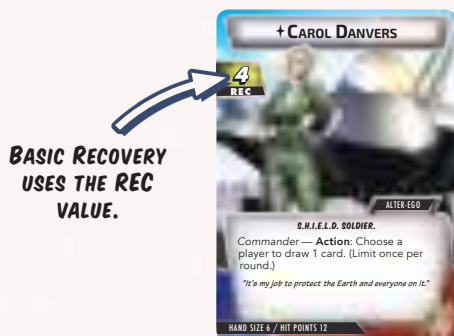 BASIC RECOVERY
USES THE REC
VALUE.
CAROL DANVERS
4
REC
ALTER-EGO
S.H.I.E.L.D. SOLDIER.
Commander — Action: Choose a
player to draw 1 card. (Limit once per
round.)
"It's my job to protect the Earth and everyone on it."
HAND SIZE 6 / HIT POINTS 12